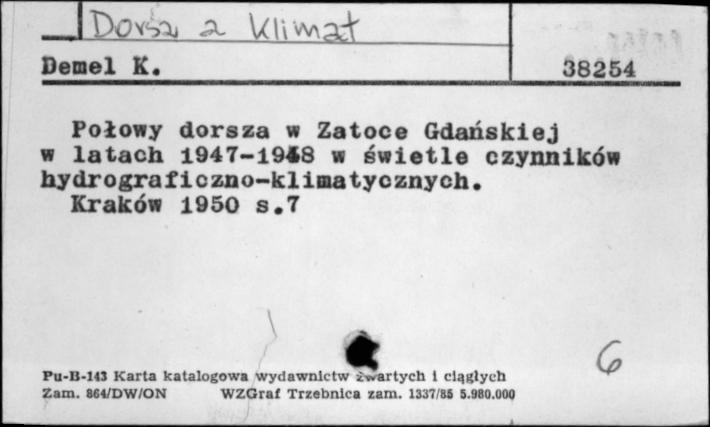 Dorsz a Klimat
Demel K. 38254
Połowy dorsza w Zatoce Gdańskiej
w latach 1947-1948 w świetle czynników
hydrograficzno-klimatycznych.
Kraków 1950 s.7
6
Pu-B-143 Karta katalogowa wydawnictw zwartych i ciągłych
Zam. 864/DW/ON WZGraf Trzebnica zam. 1337/85 5.980.000